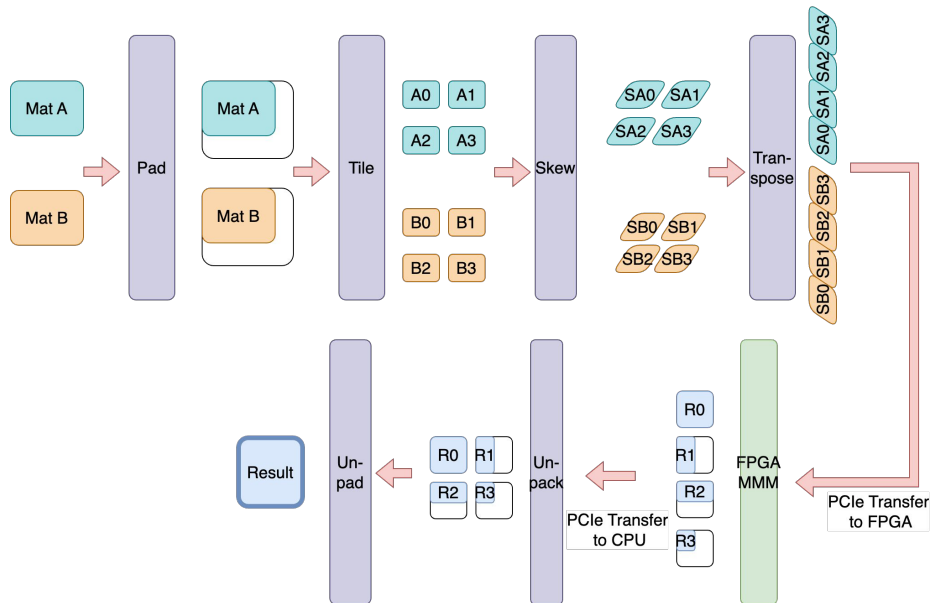 Mat A
Mat B
Pad
Mat A
Mat B
Tile
A0 A1
A2 A3
B0 B1
B2 B3
Skew
SA0 SA1
SA2 SA3
SB0 SB1
SB2 SB3
Tran-
spose
SA0 SA1 SA2 SA3
SB0 SB1 SB2 SB3
PCIe Transfer
to FPGA
FPGA
MMM
R0
R1
R2
R3
PCIe Transfer
to CPU
Un-
pack
R0 R1
R2 R3
Un-
pad
Result